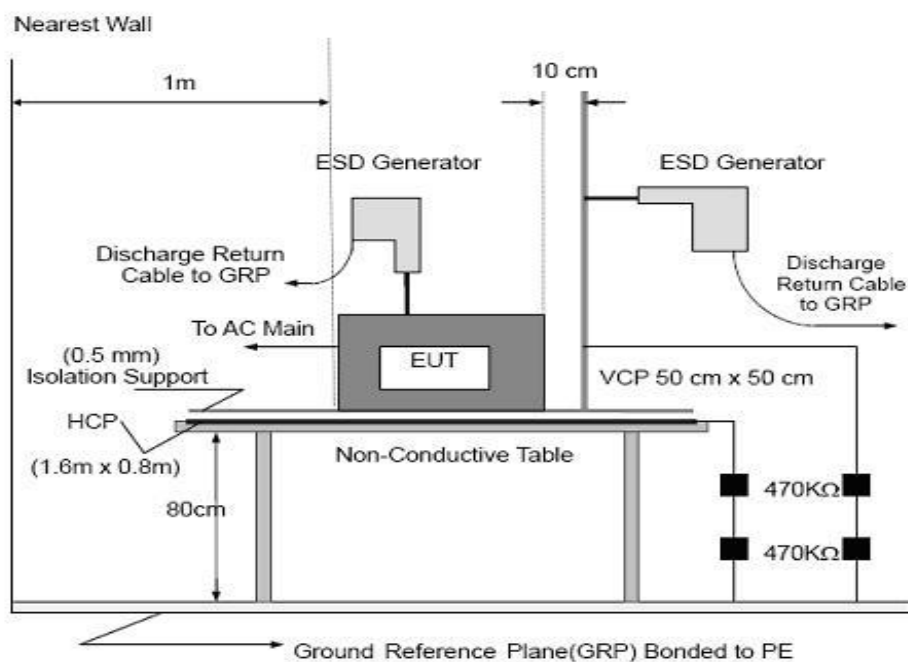 Nearest Wall
1m
10 cm
ESD Generator
ESD Generator
Discharge Return
Cable to GRP
Discharge
Return Cable
to GRP
To AC Main
(0.5 mm)
Isolation Support
EUT
VCP 50 cm x 50 cm
HCP
(1.6m x 0.8m)
Non-Conductive Table
80cm
470KΩ
470KΩ
Ground Reference Plane(GRP) Bonded to PE